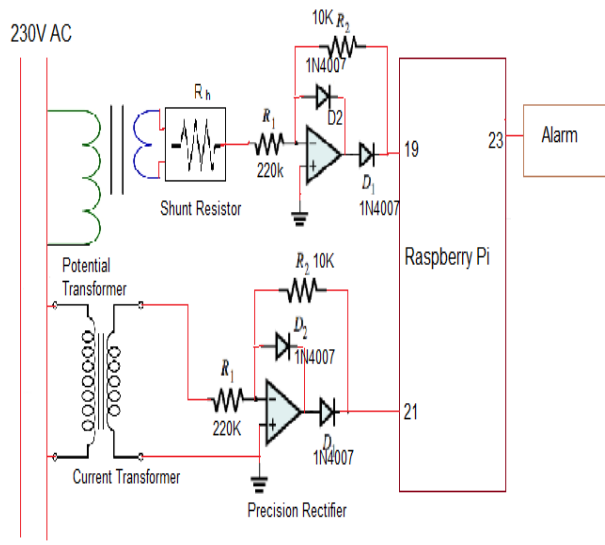 230V AC
10K
R2
1N4007
D2
Rh
R1
220k
D1
1N4007
Shunt Resistor
19
23
Alarm
Raspberry Pi
Potential
Transformer
R2
10K
D2
1N4007
R1
220K
D1
1N4007
21
Current Transformer
Precision Rectifier